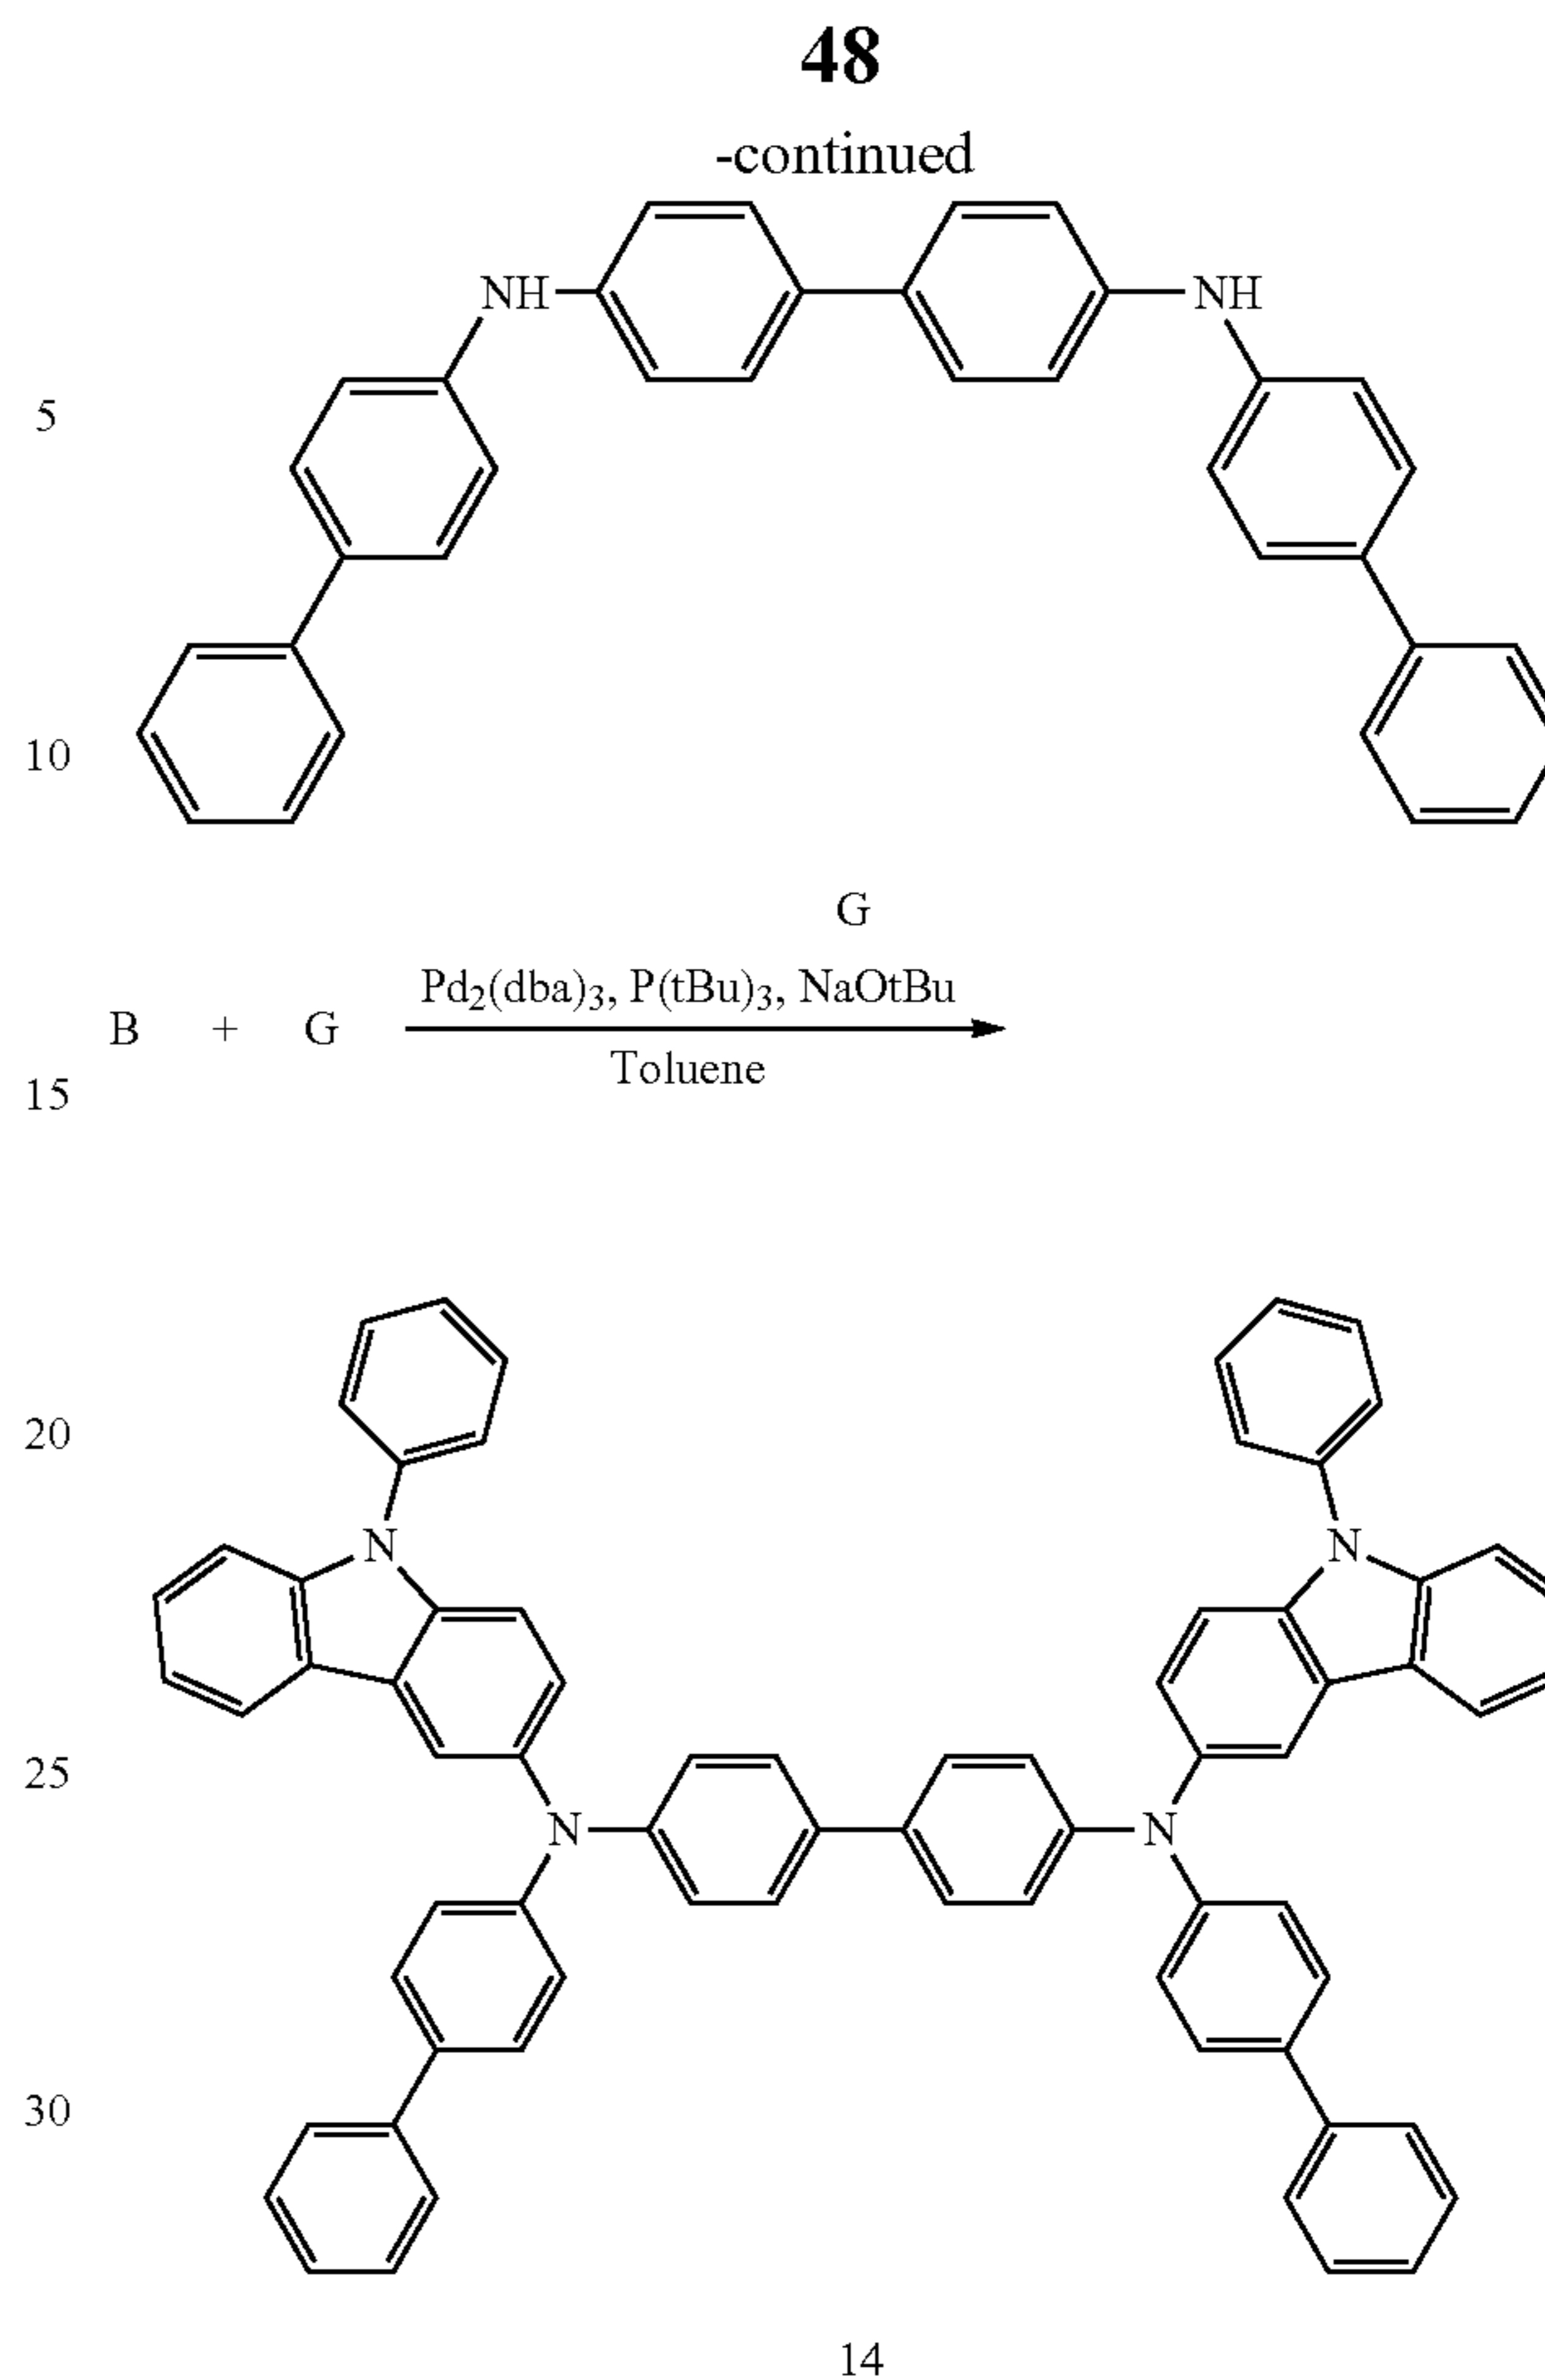 48
-continued
NH NH
5
10
G
Pd2(dba)3, P(tBu)3, NaOtBu
B + G
Toluene
15
20
N N
25
N N
30
14